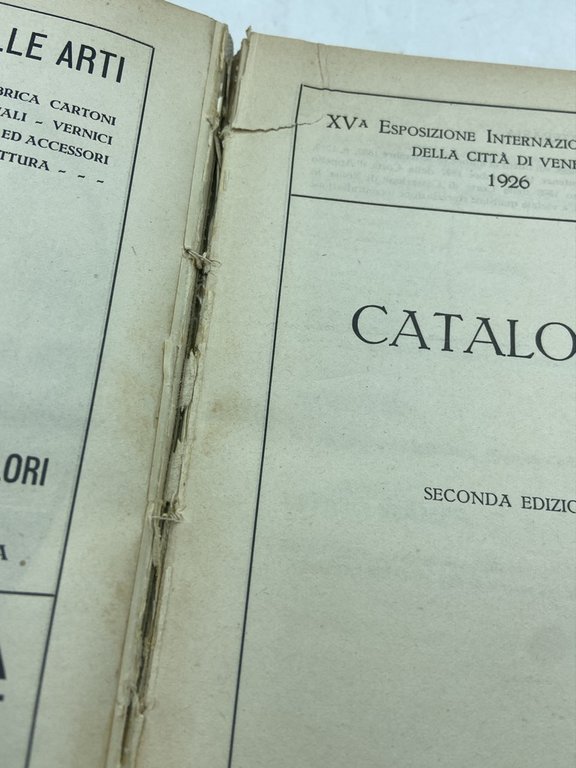 LLE ARTI
BRICA CARTONI
ALI - VERNICI
ED ACCESSORI
TTURA - - -
LORI
A
A
XVA ESPOSIZIONE INTERNAZIO
DELLA CITTÀ DI VENE
1926
CATALO
SECONDA EDIZIO